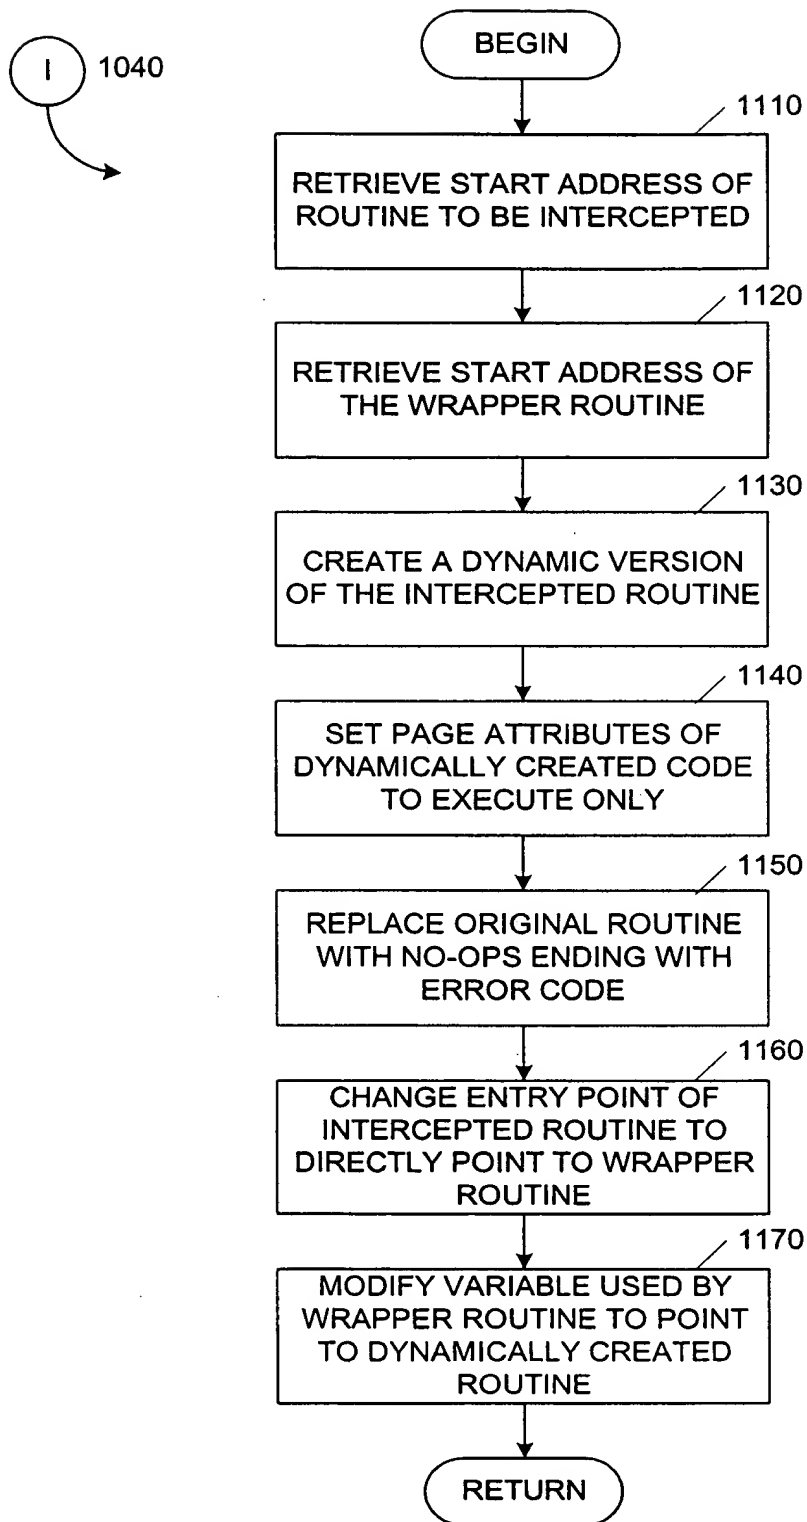 I
1040
BEGIN
1110
RETRIEVE START ADDRESS OF
ROUTINE TO BE INTERCEPTED
1120
RETRIEVE START ADDRESS OF
THE WRAPPER ROUTINE
1130
CREATE A DYNAMIC VERSION
OF THE INTERCEPTED ROUTINE
1140
SET PAGE ATTRIBUTES OF
DYNAMICALLY CREATED CODE
TO EXECUTE ONLY
1150
REPLACE ORIGINAL ROUTINE
WITH NO-OPS ENDING WITH
ERROR CODE
1160
CHANGE ENTRY POINT OF
INTERCEPTED ROUTINE TO
DIRECTLY POINT TO WRAPPER
ROUTINE
1170
MODIFY VARIABLE USED BY
WRAPPER ROUTINE TO POINT
TO DYNAMICALLY CREATED
ROUTINE
RETURN